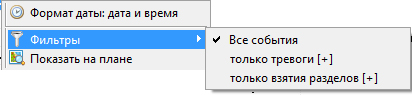 Формат даты: дата и время
Фильтры
Показать на плане
Все события
только тревоги [+]
только взятия разделов [+]